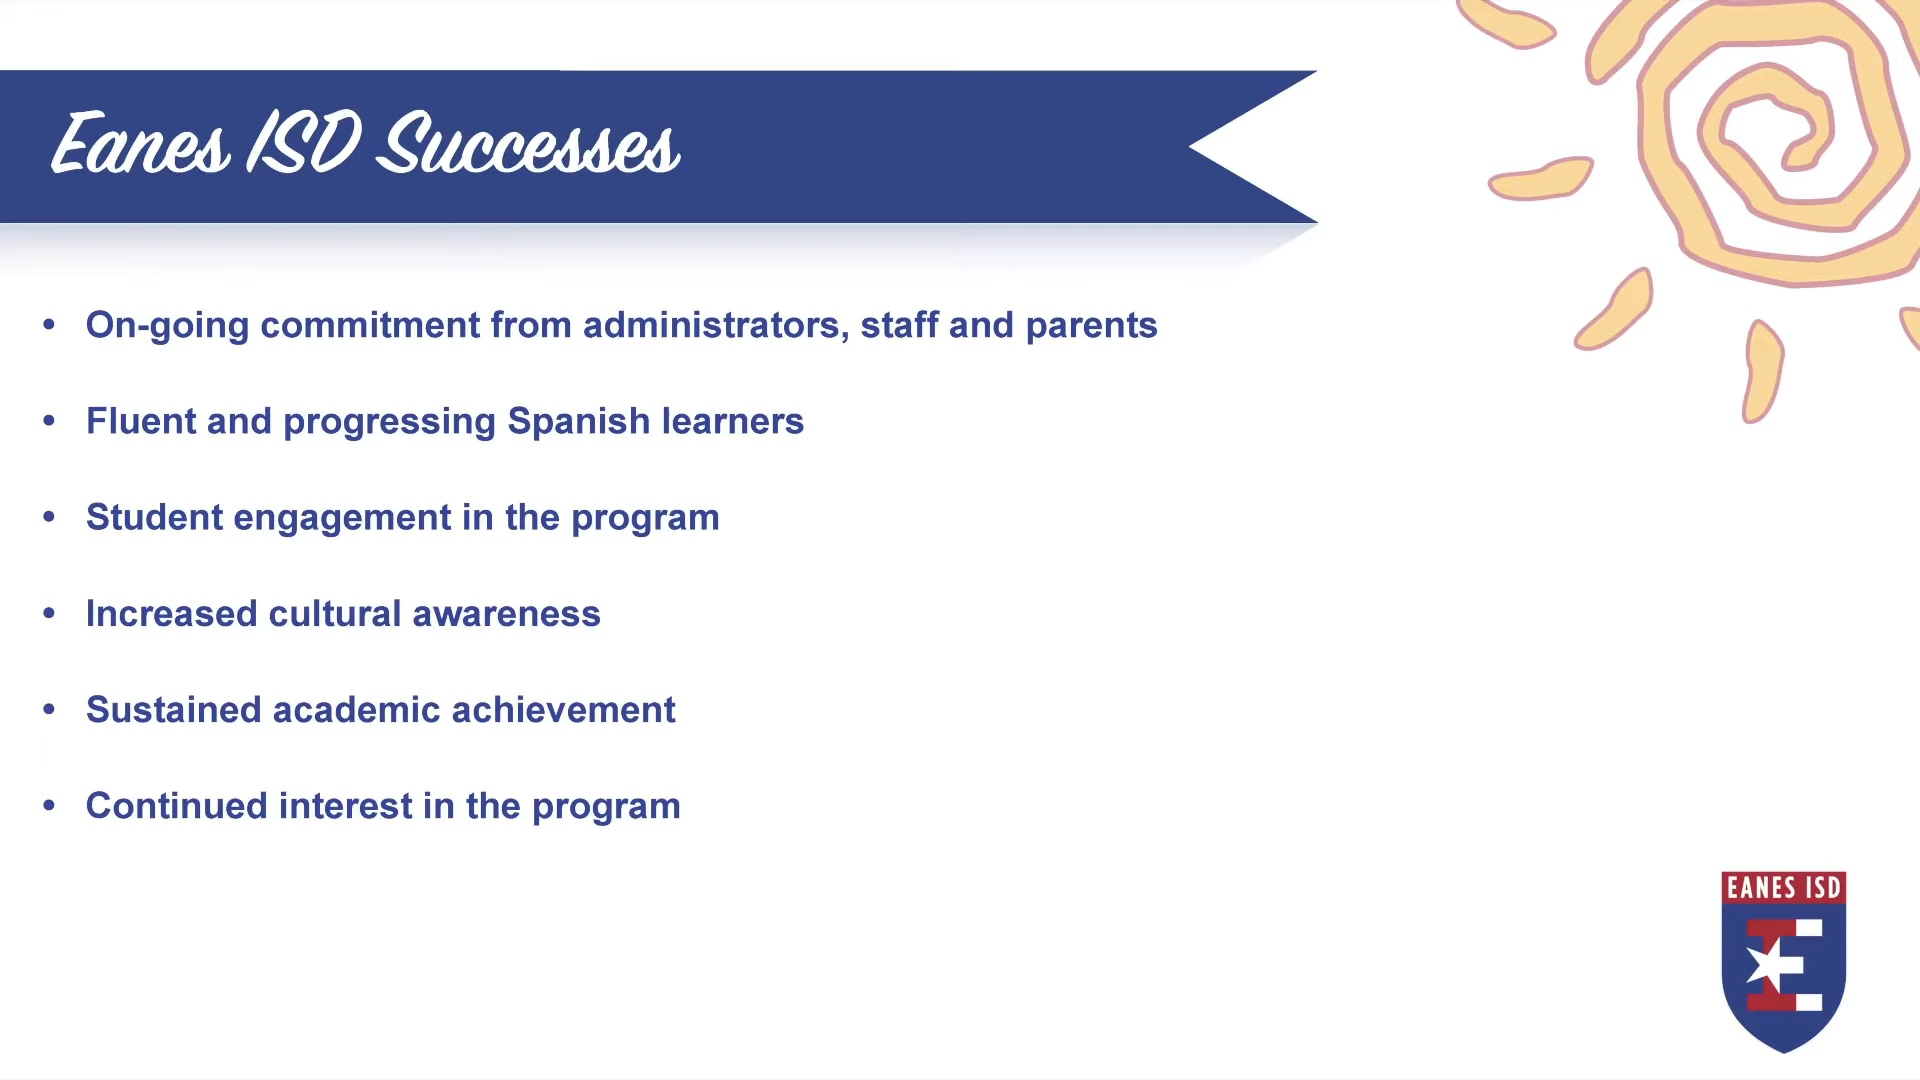 Eanes ISD Successes
• On-going commitment from administrators, staff and parents
• Fluent and progressing Spanish learners
• Student engagement in the program
• Increased cultural awareness
• Sustained academic achievement
• Continued interest in the program
EANES ISD
E